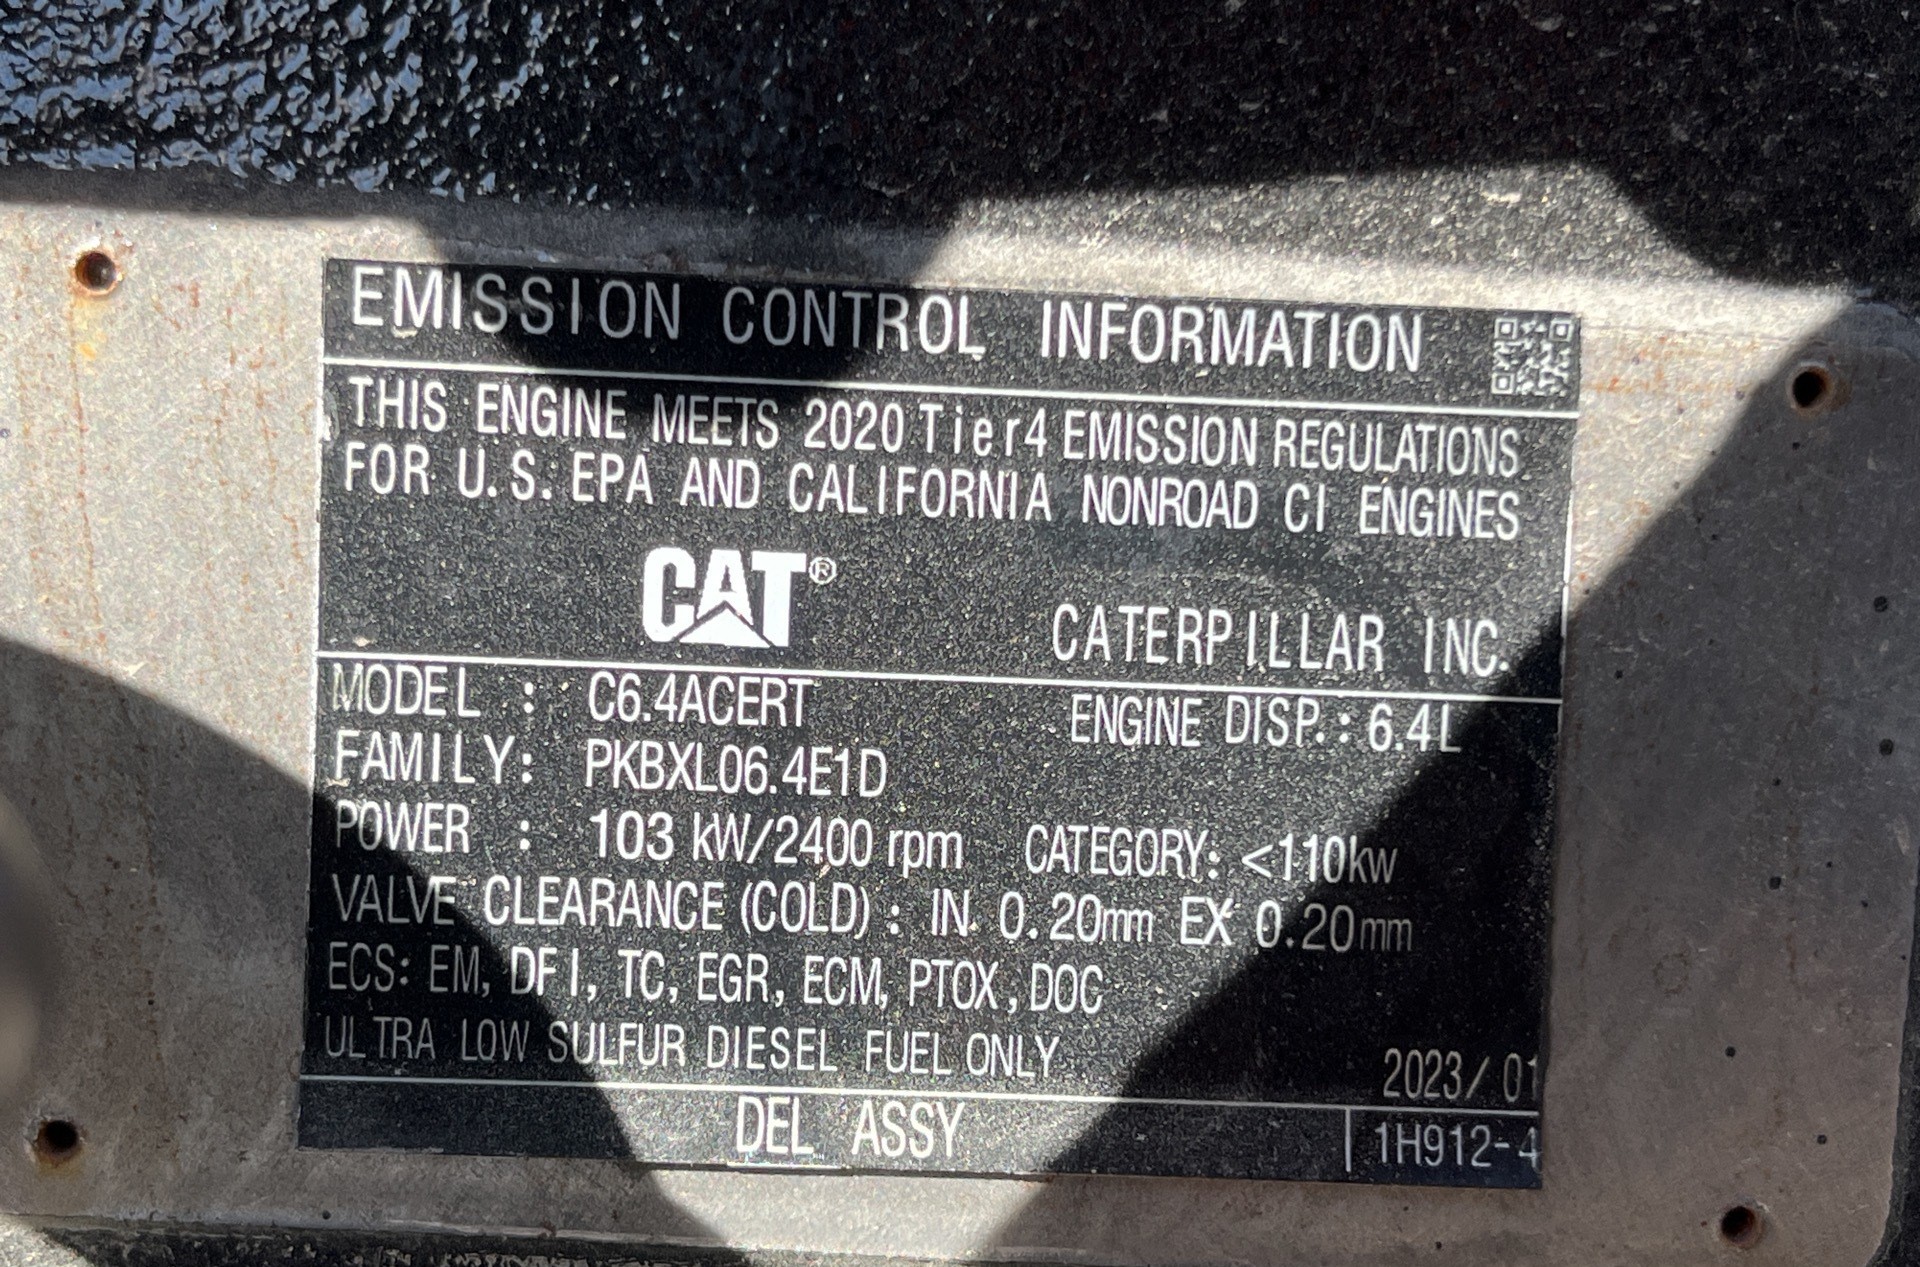 EMISSION CONTROL INFORMATION
THIS ENGINE MEETS 2020 Tier4 EMISSION REGULATIONS
FOR U.S. EPA AND CALIFORNIA NONROAD CI ENGINES
CAT®
CATERPILLAR INC.
MODEL : C6.4ACERT ENGINE DISP.: 6.4L
FAMILY: PKBXL06.4E1D
POWER : 103 kW/2400 rpm CATEGORY: <110kw
VALVE CLEARANCE (COLD) : IN 0.20mm EX 0.20mm
ECS: EM, DFI, TC, EGR, ECM, PTOX, DOC
ULTRA LOW SULFUR DIESEL FUEL ONLY
2023/01
DEL ASSY
1H912-4